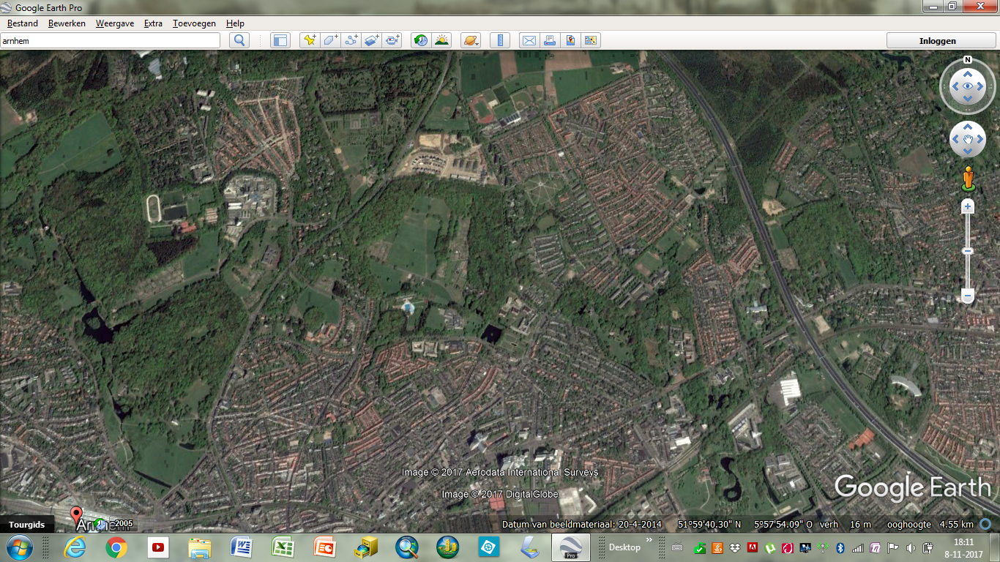 Google Earth Pro
Bestand Bewerken Weergave Extra Toevoegen Help
arnhem
Inloggen
N
Image © 2017 Aerodata International Surveys
Image © 2017 DigitalGlobe
Google Earth
Tourgids
Arnhem
2005
Datum van beeldmateriaal: 20-4-2014 51°59'40.30" N 5°57'54.09" O verh 16 m ooghoogte 4.55 km
Pro
Desktop »
18:11
8-11-2017